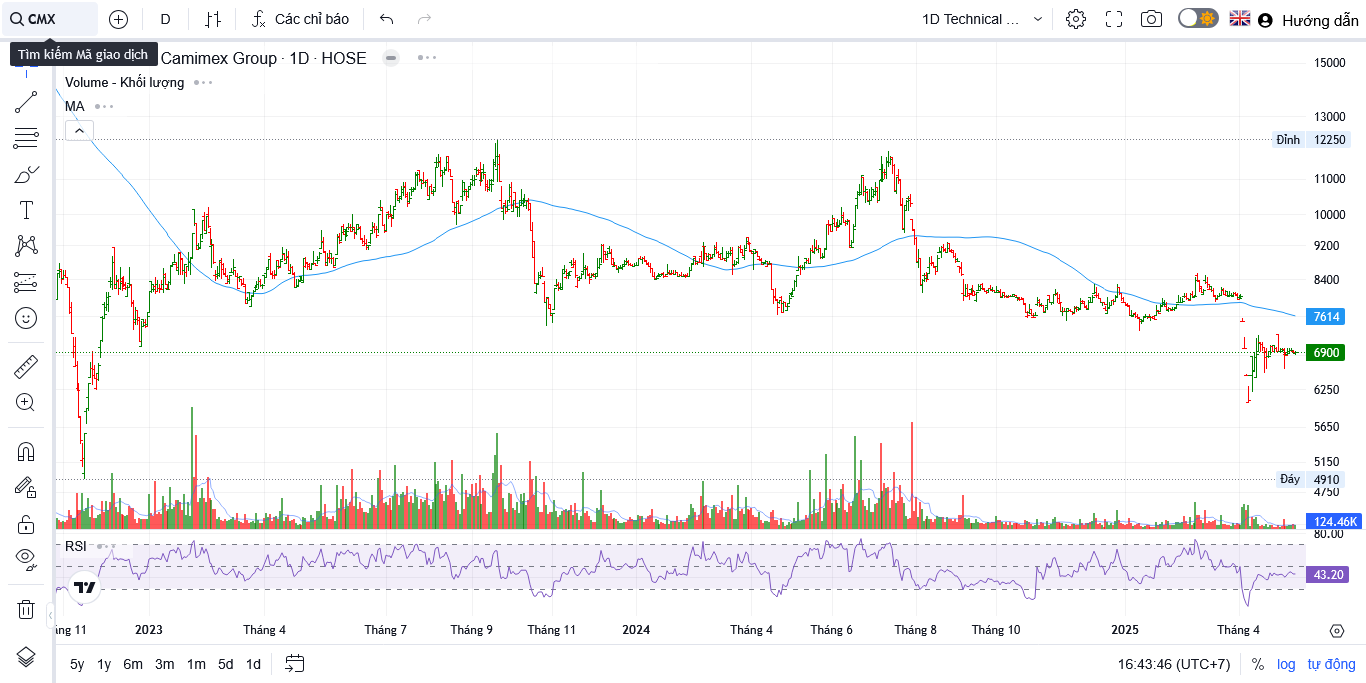 CMX
D
Các chỉ báo
1D Technical ...
Hướng dẫn
Tìm kiếm Mã giao dịch
Camimex Group · 1D · HOSE
Volume - Khối lượng
MA
15000
13000
Đỉnh 12250
11000
10000
9200
8400
7614
6900
6250
5650
5150
Đáy 4910
4750
124.46K
80.00
RSI
43.20
ng 11
2023
Tháng 4
Tháng 7
Tháng 9
Tháng 11
2024
Tháng 4
Tháng 6
Tháng 8
Tháng 10
2025
Tháng 4
5y 1y 6m 3m 1m 5d 1d
16:43:46 (UTC+7)
%
log
tự động